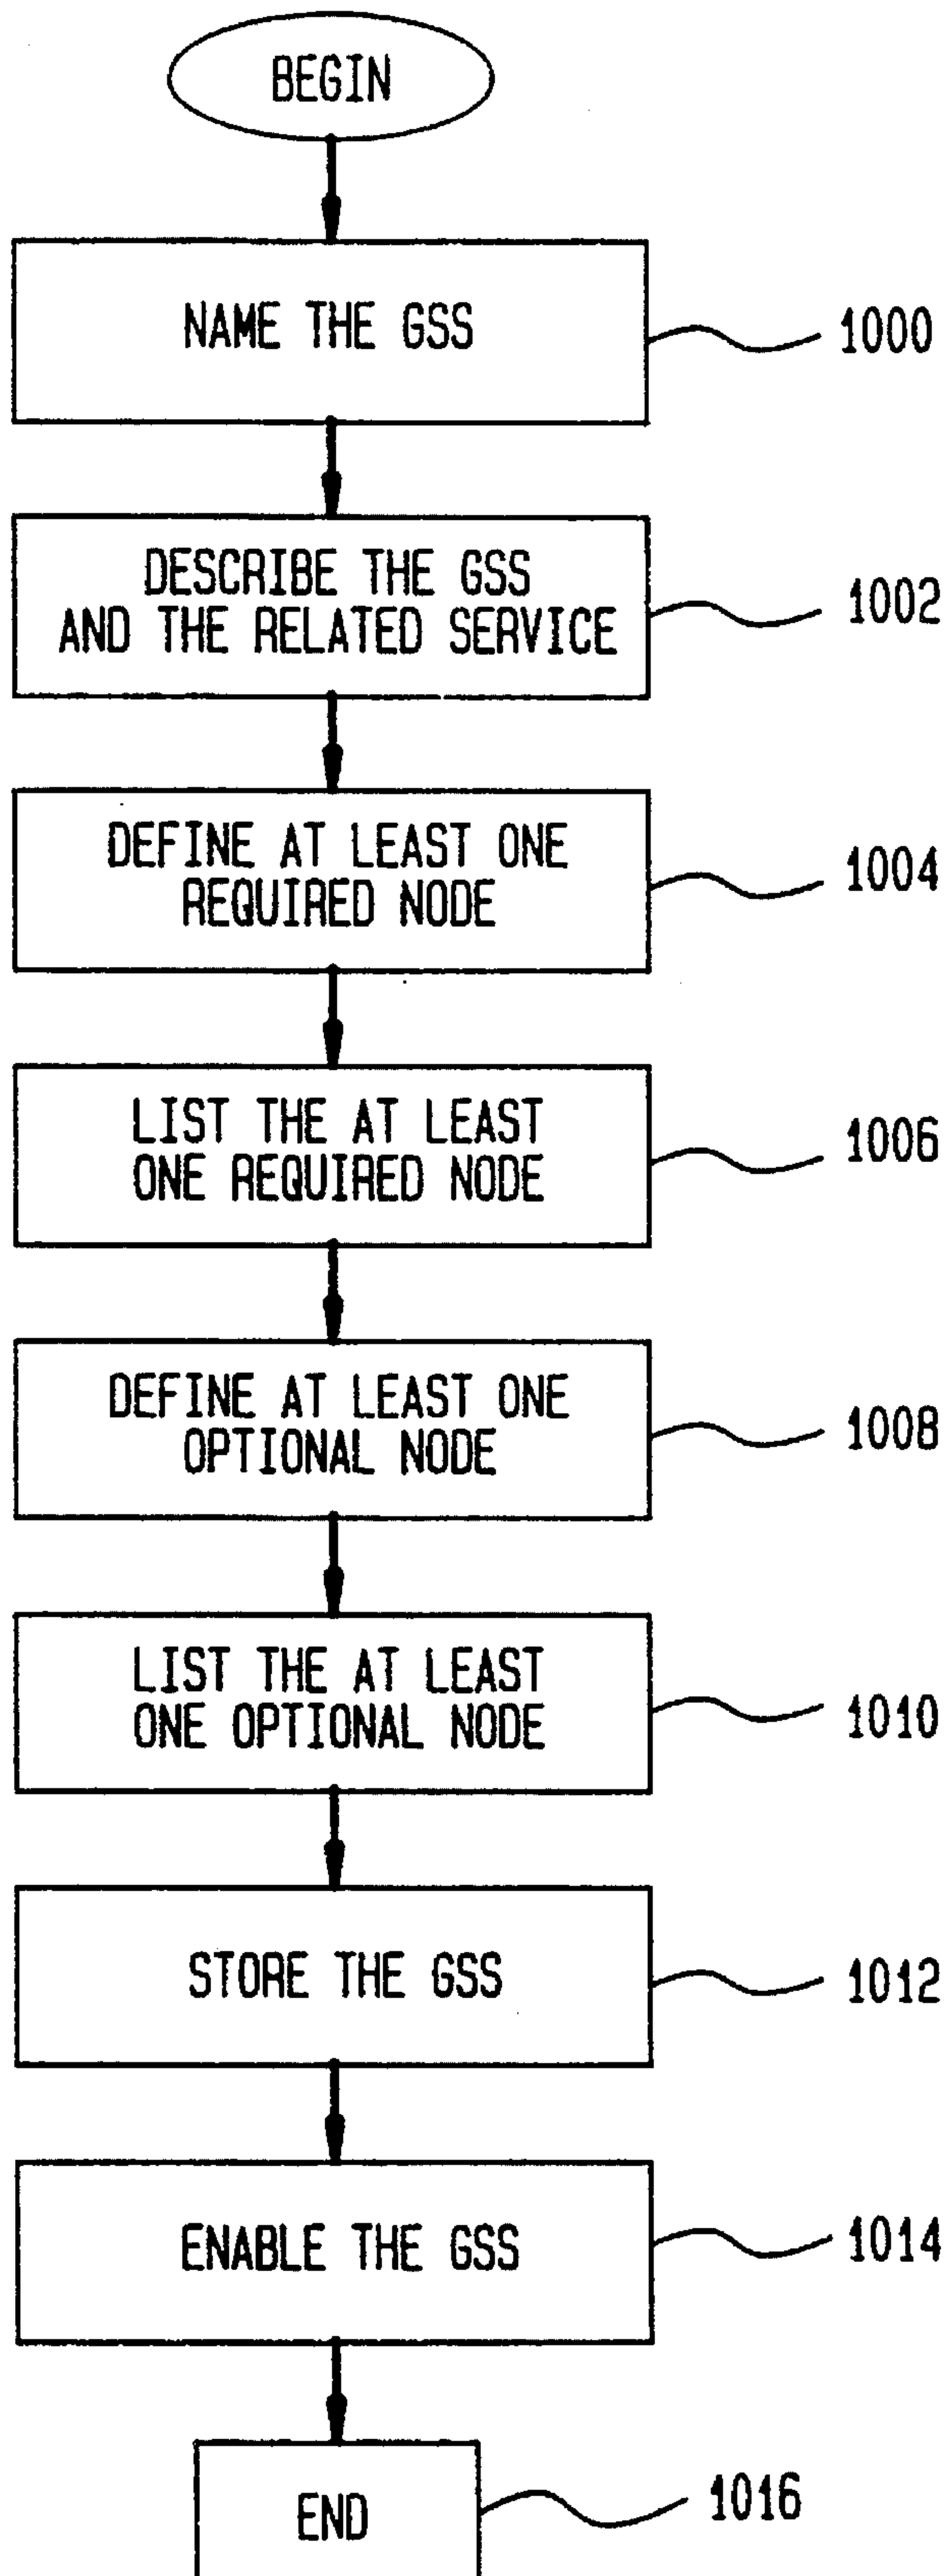 BEGIN
NAME THE GSS
1000
DESCRIBE THE GSS
AND THE RELATED SERVICE
1002
DEFINE AT LEAST ONE
REQUIRED NODE
1004
LIST THE AT LEAST
ONE REQUIRED NODE
1006
DEFINE AT LEAST ONE
OPTIONAL NODE
1008
LIST THE AT LEAST
ONE OPTIONAL NODE
1010
STORE THE GSS
1012
ENABLE THE GSS
1014
END
1016